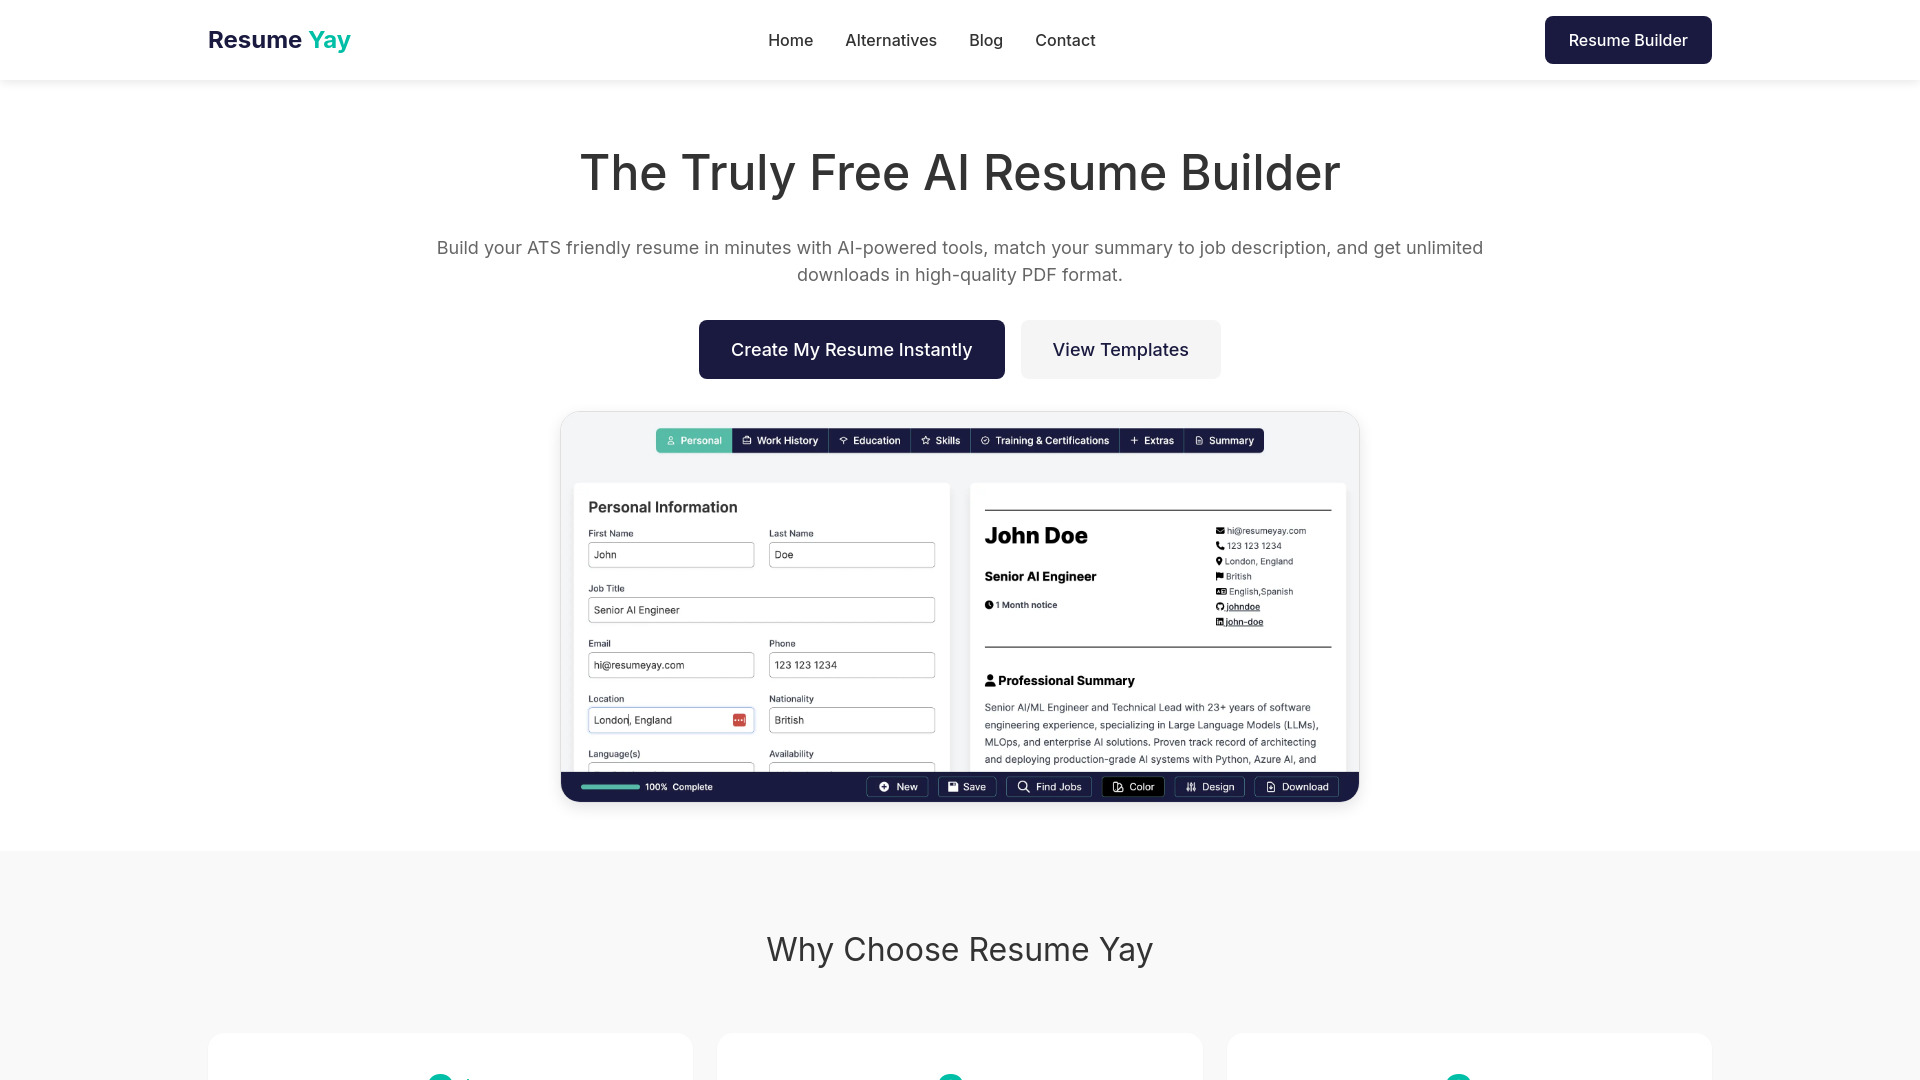 Resume Yay
Home
Alternatives
Blog
Contact
Resume Builder
The Truly Free AI Resume Builder
Build your ATS friendly resume in minutes with AI-powered tools, match your summary to job description, and get unlimited
downloads in high-quality PDF format.
Create My Resume Instantly
View Templates
Personal
Work History
Education
Skills
Training & Certifications
Extras
Summary
Personal Information
First Name
Last Name
John
Doe
Job Title
Senior AI Engineer
Email
Phone
hi@resumeyay.com
123 123 1234
Location
Nationality
London, England
British
Language(s)
Availability
John Doe
Senior AI Engineer
1 Month notice
hi@resumeyay.com
123 123 1234
London, England
British
English,Spanish
johndoe
john-doe
Professional Summary
Senior AI/ML Engineer and Technical Lead with 23+ years of software
engineering experience, specializing in Large Language Models (LLMs),
MLOps, and enterprise AI solutions. Proven track record of architecting
and deploying production-grade AI systems with Python, Azure AI, and
100% Complete
New
Save
Find Jobs
Color
Design
Download
Why Choose Resume Yay